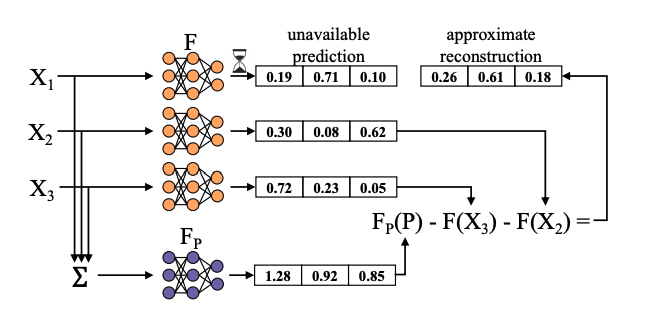 F
unavailable
prediction
approximate
reconstruction
X₁
0.19 0.71 0.10
0.26 0.61 0.18
X₂
0.30 0.08 0.62
X₃
0.72 0.23 0.05
F_P(P) - F(X₃) - F(X₂) =
F_P
Σ
1.28 0.92 0.85